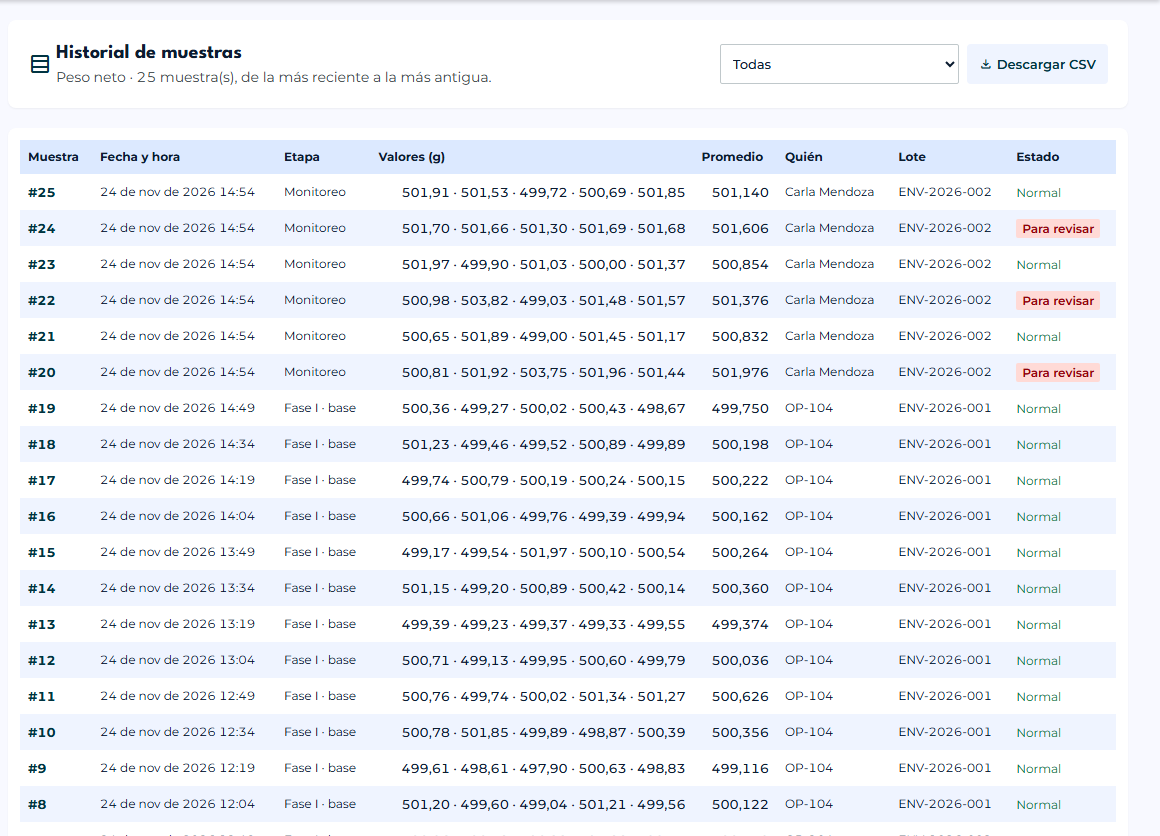 Historial de muestras
Peso neto · 25 muestra(s), de la más reciente a la más antigua.
Todas
Descargar CSV
Muestra Fecha y hora Etapa Valores (g) Promedio Quién Lote Estado
#25 24 de nov de 2026 14:54 Monitoreo 501,91 · 501,53 · 499,72 · 500,69 · 501,85 501,140 Carla Mendoza ENV-2026-002 Normal
#24 24 de nov de 2026 14:54 Monitoreo 501,70 · 501,66 · 501,30 · 501,69 · 501,68 501,606 Carla Mendoza ENV-2026-002 Para revisar
#23 24 de nov de 2026 14:54 Monitoreo 501,97 · 499,90 · 501,03 · 500,00 · 501,37 500,854 Carla Mendoza ENV-2026-002 Normal
#22 24 de nov de 2026 14:54 Monitoreo 500,98 · 503,82 · 499,03 · 501,48 · 501,57 501,376 Carla Mendoza ENV-2026-002 Para revisar
#21 24 de nov de 2026 14:54 Monitoreo 500,65 · 501,89 · 499,00 · 501,45 · 501,17 500,832 Carla Mendoza ENV-2026-002 Normal
#20 24 de nov de 2026 14:54 Monitoreo 500,81 · 501,92 · 503,75 · 501,96 · 501,44 501,976 Carla Mendoza ENV-2026-002 Para revisar
#19 24 de nov de 2026 14:49 Fase I · base 500,36 · 499,27 · 500,02 · 500,43 · 498,67 499,750 OP-104 ENV-2026-001 Normal
#18 24 de nov de 2026 14:34 Fase I · base 501,23 · 499,46 · 499,52 · 500,89 · 499,89 500,198 OP-104 ENV-2026-001 Normal
#17 24 de nov de 2026 14:19 Fase I · base 499,74 · 500,79 · 500,19 · 500,24 · 500,15 500,222 OP-104 ENV-2026-001 Normal
#16 24 de nov de 2026 14:04 Fase I · base 500,66 · 501,06 · 499,76 · 499,39 · 499,94 500,162 OP-104 ENV-2026-001 Normal
#15 24 de nov de 2026 13:49 Fase I · base 499,17 · 499,54 · 501,97 · 500,10 · 500,54 500,264 OP-104 ENV-2026-001 Normal
#14 24 de nov de 2026 13:34 Fase I · base 501,15 · 499,20 · 500,89 · 500,42 · 500,14 500,360 OP-104 ENV-2026-001 Normal
#13 24 de nov de 2026 13:19 Fase I · base 499,39 · 499,23 · 499,37 · 499,33 · 499,55 499,374 OP-104 ENV-2026-001 Normal
#12 24 de nov de 2026 13:04 Fase I · base 500,71 · 499,13 · 499,95 · 500,60 · 499,79 500,036 OP-104 ENV-2026-001 Normal
#11 24 de nov de 2026 12:49 Fase I · base 500,76 · 499,74 · 500,02 · 501,34 · 501,27 500,626 OP-104 ENV-2026-001 Normal
#10 24 de nov de 2026 12:34 Fase I · base 500,78 · 501,85 · 499,89 · 498,87 · 500,39 500,356 OP-104 ENV-2026-001 Normal
#9 24 de nov de 2026 12:19 Fase I · base 499,61 · 498,61 · 497,90 · 500,63 · 498,83 499,116 OP-104 ENV-2026-001 Normal
#8 24 de nov de 2026 12:04 Fase I · base 501,20 · 499,60 · 499,04 · 501,21 · 499,56 500,122 OP-104 ENV-2026-001 Normal